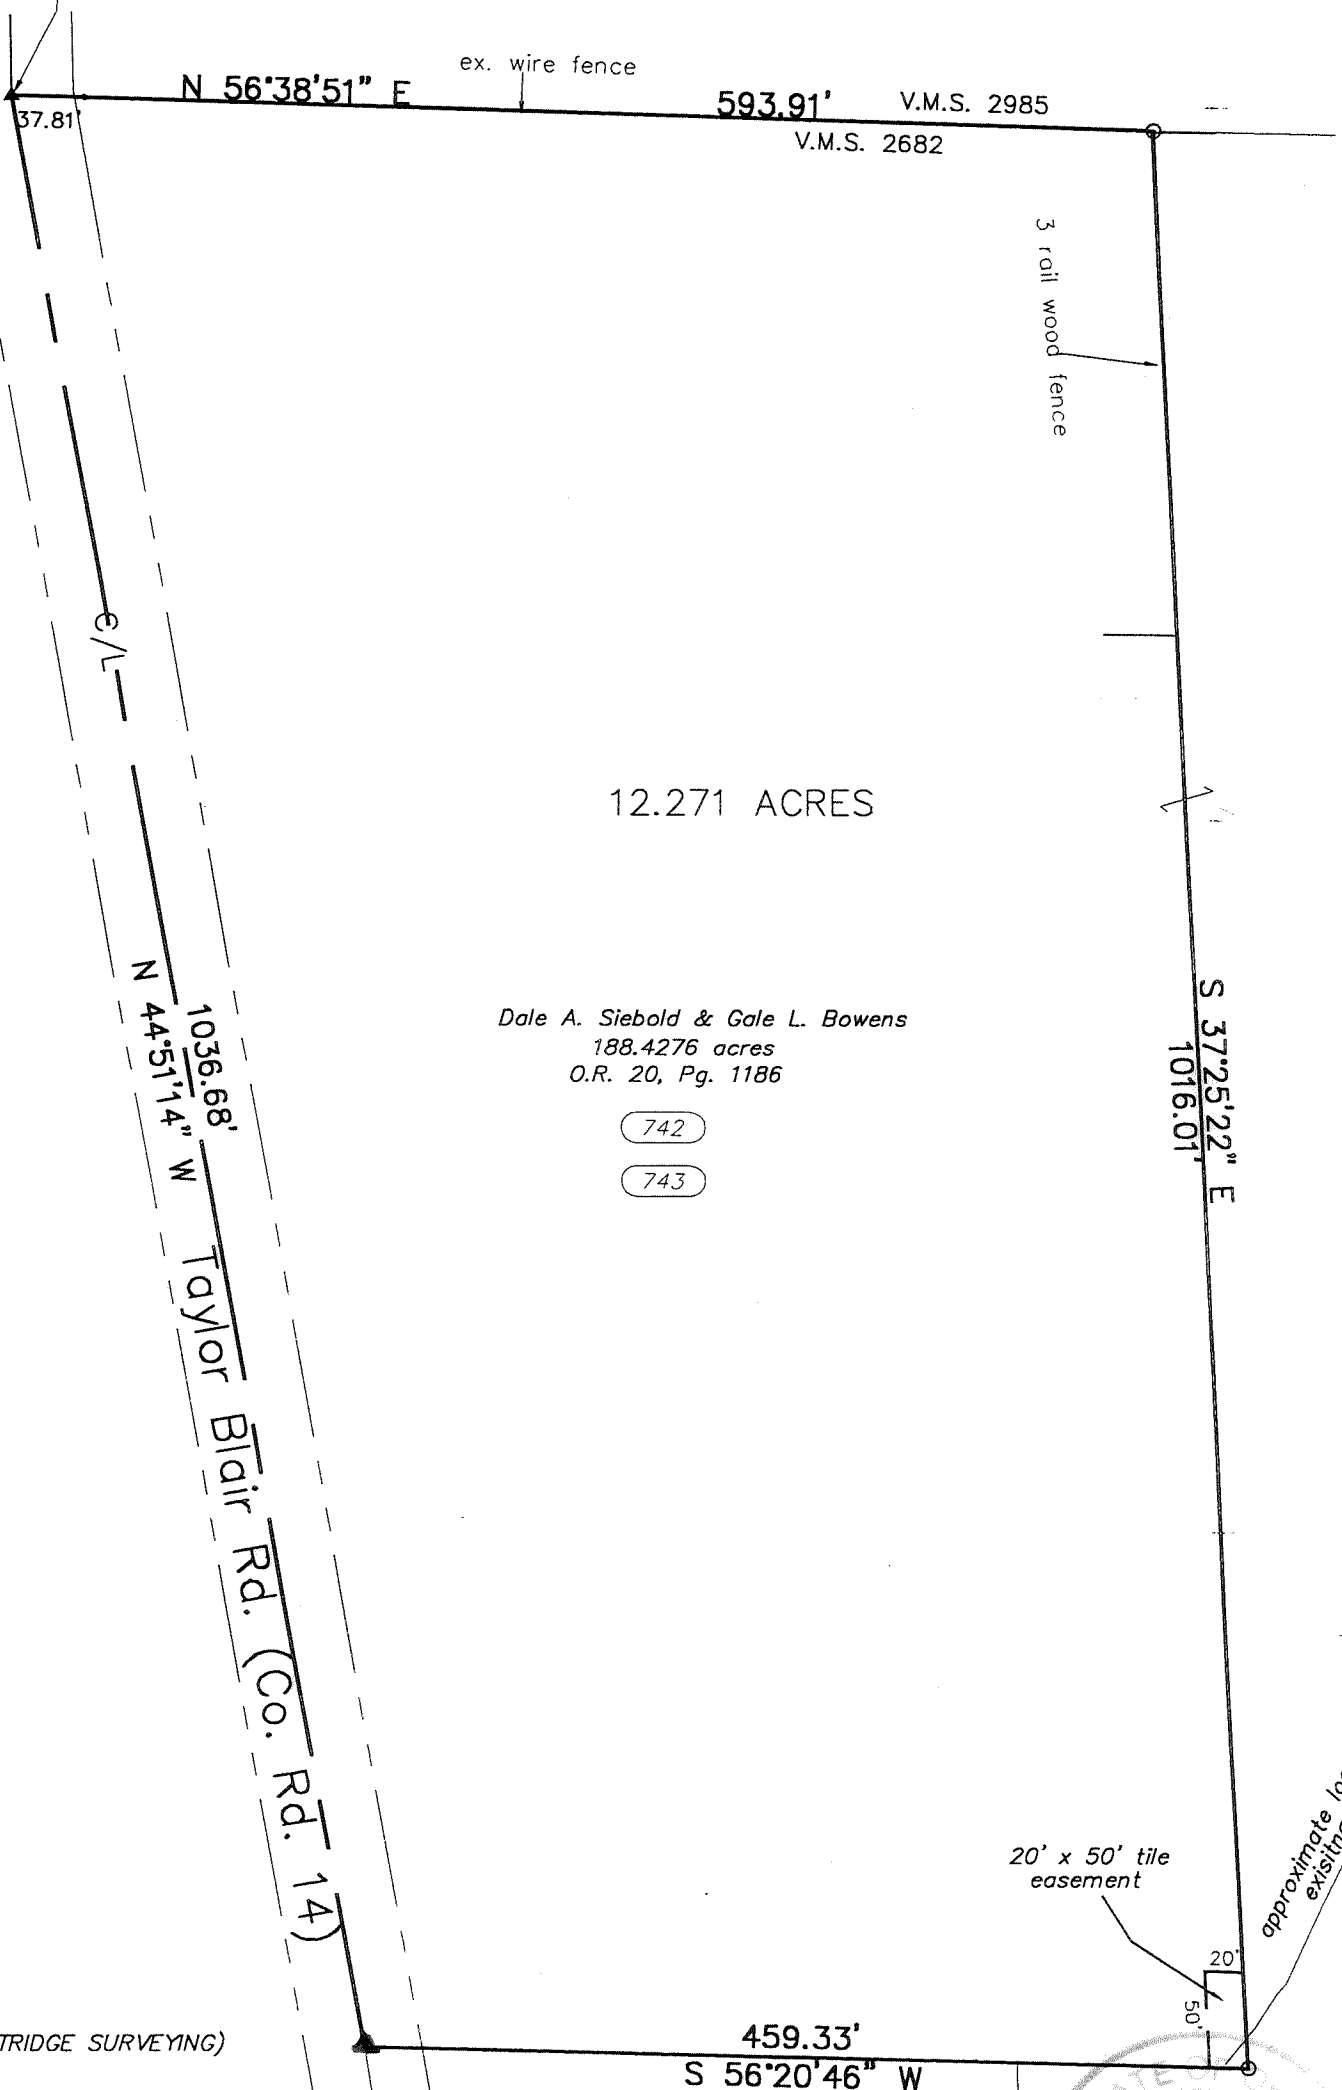 ex. wire fence
N 56°38'51" E
593.91'
V.M.S. 2985
37.81'
V.M.S. 2682
3 rail wood fence
C/L
12.271 ACRES
S 37°25'22" E
1016.01'
1036.68'
N 44°51'14" W
Dale A. Siebold & Gale L. Bowens
188.4276 acres
O.R. 20, Pg. 1186
742
743
Taylor Blair Rd. (Co. Rd. 14)
20' x 50' tile
easement
approximate
exisitng
20'
50'
TRIDGE SURVEYING)
459.33'
S 56°20'46" W